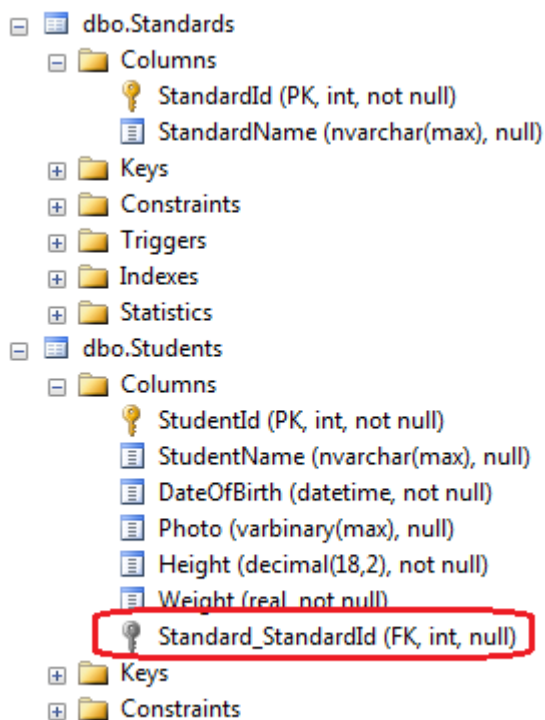 dbo.Standards
Columns
StandardId (PK, int, not null)
StandardName (nvarchar(max), null)
Keys
Constraints
Triggers
Indexes
Statistics
dbo.Students
Columns
StudentId (PK, int, not null)
StudentName (nvarchar(max), null)
DateOfBirth (datetime, not null)
Photo (varbinary(max), null)
Height (decimal(18,2), not null)
Weight (real, not null)
Standard_StandardId (FK, int, null)
Keys
Constraints